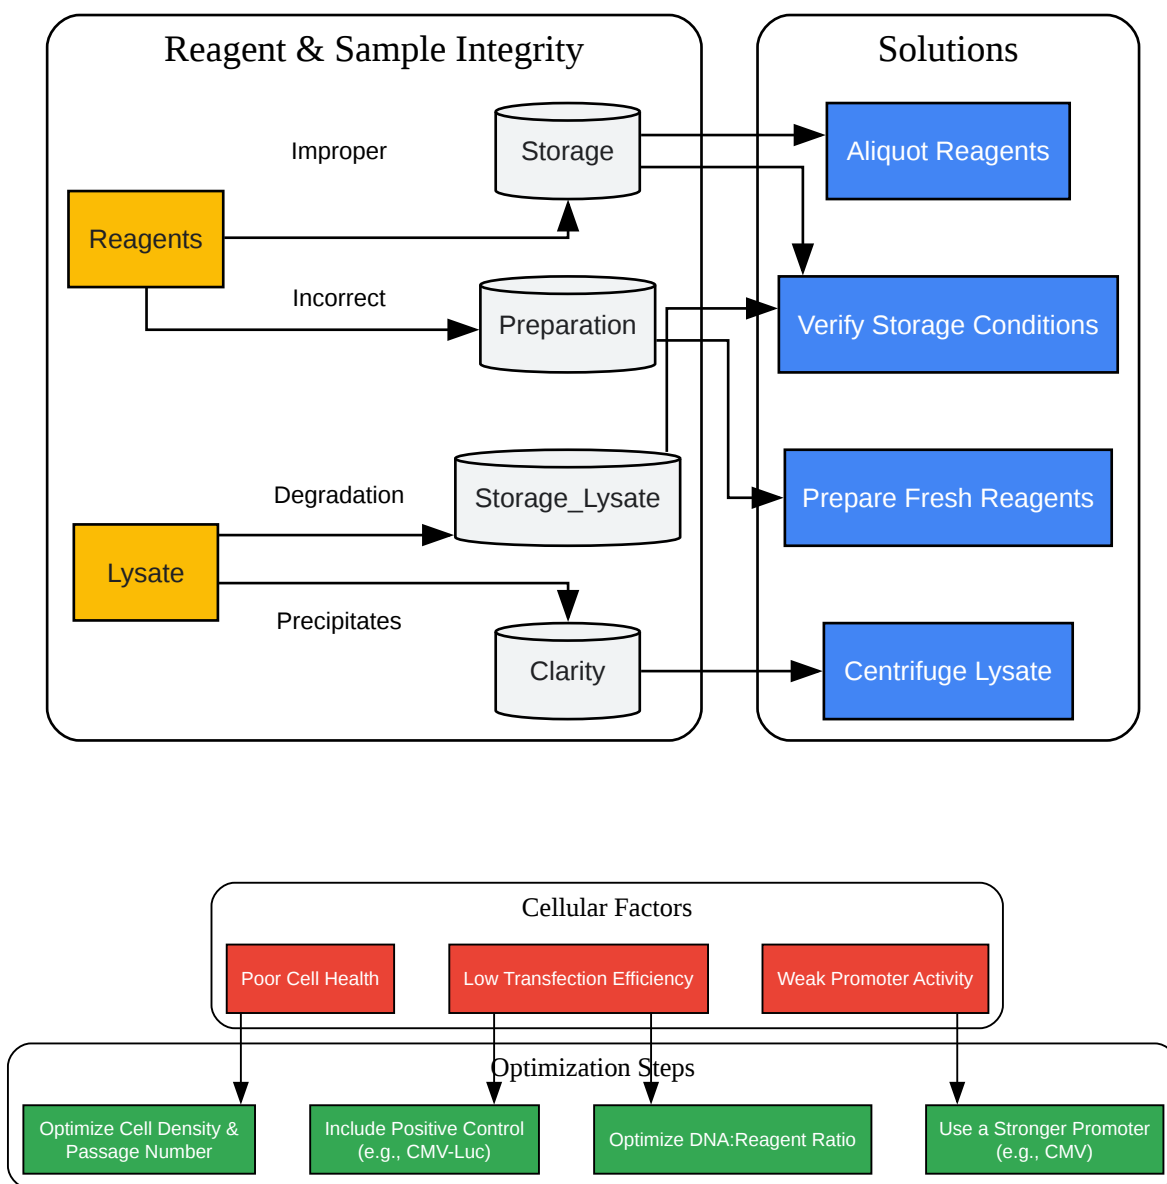 Reagent & Sample Integrity
Solutions
Improper
Storage
Aliquot Reagents
Reagents
Incorrect
Preparation
Verify Storage Conditions
Degradation
Storage_Lysate
Prepare Fresh Reagents
Lysate
Precipitates
Clarity
Centrifuge Lysate
Cellular Factors
Poor Cell Health
Low Transfection Efficiency
Weak Promoter Activity
Optimization Steps
Optimize Cell Density &
Passage Number
Include Positive Control
(e.g., CMV-Luc)
Optimize DNA:Reagent Ratio
Use a Stronger Promoter
(e.g., CMV)